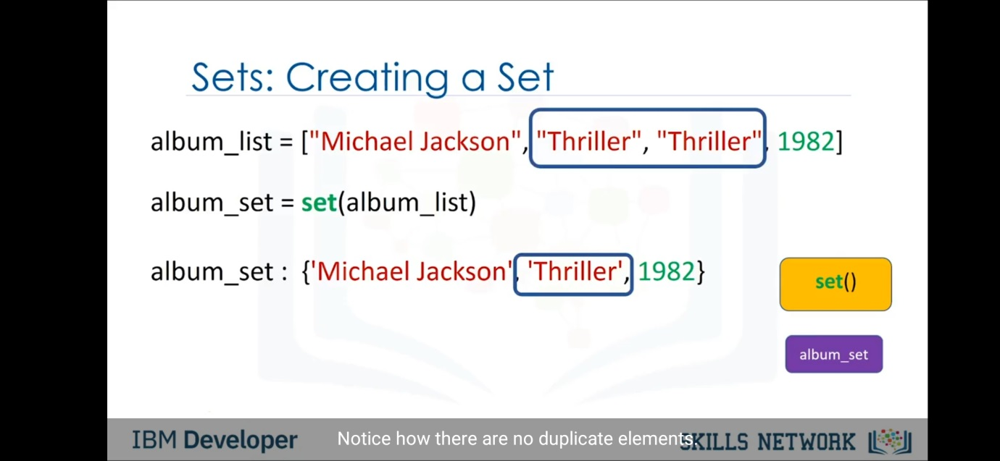 Sets: Creating a Set
album_list = ["Michael Jackson", "Thriller", "Thriller", 1982]
album_set = set(album_list)
album_set : {'Michael Jackson', 'Thriller', 1982}
set()
album_set
IBM Developer
Notice how there are no duplicate elements.
SKILLS NETWORK